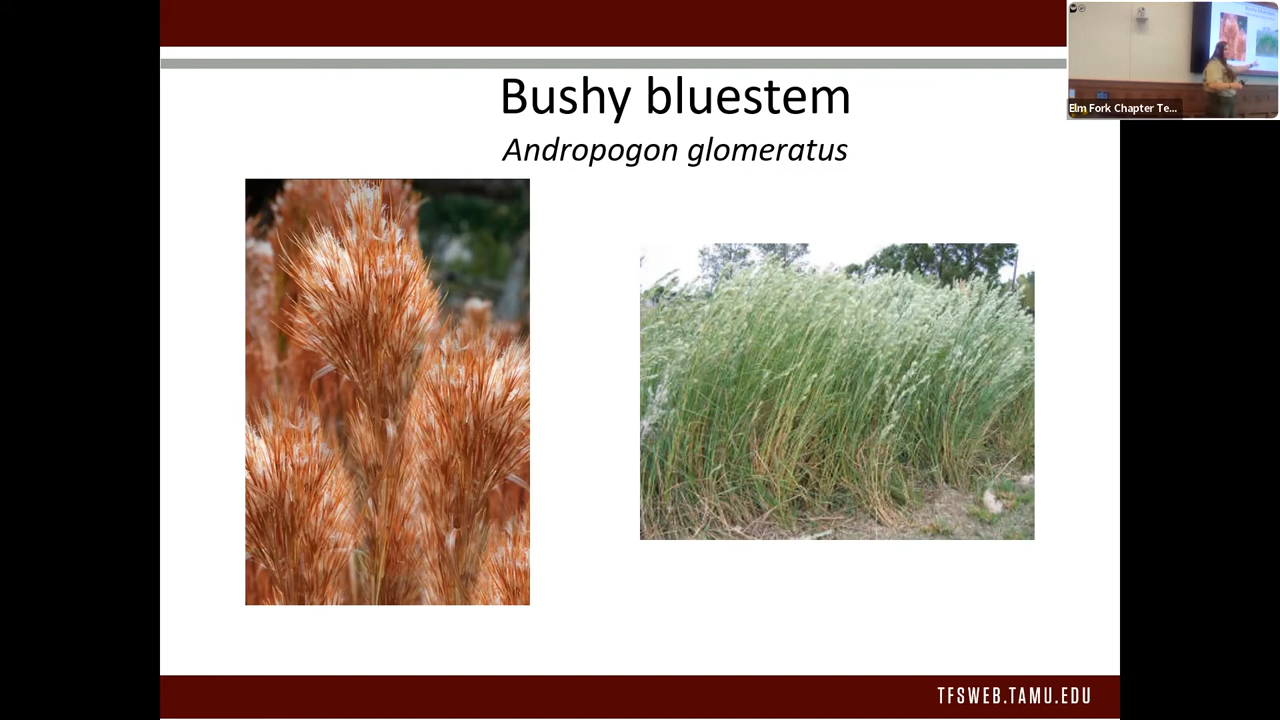 Bushy bluestem
Andropogon glomeratus
Elm Fork Chapter Te...
TFSWEB.TAMU.EDU